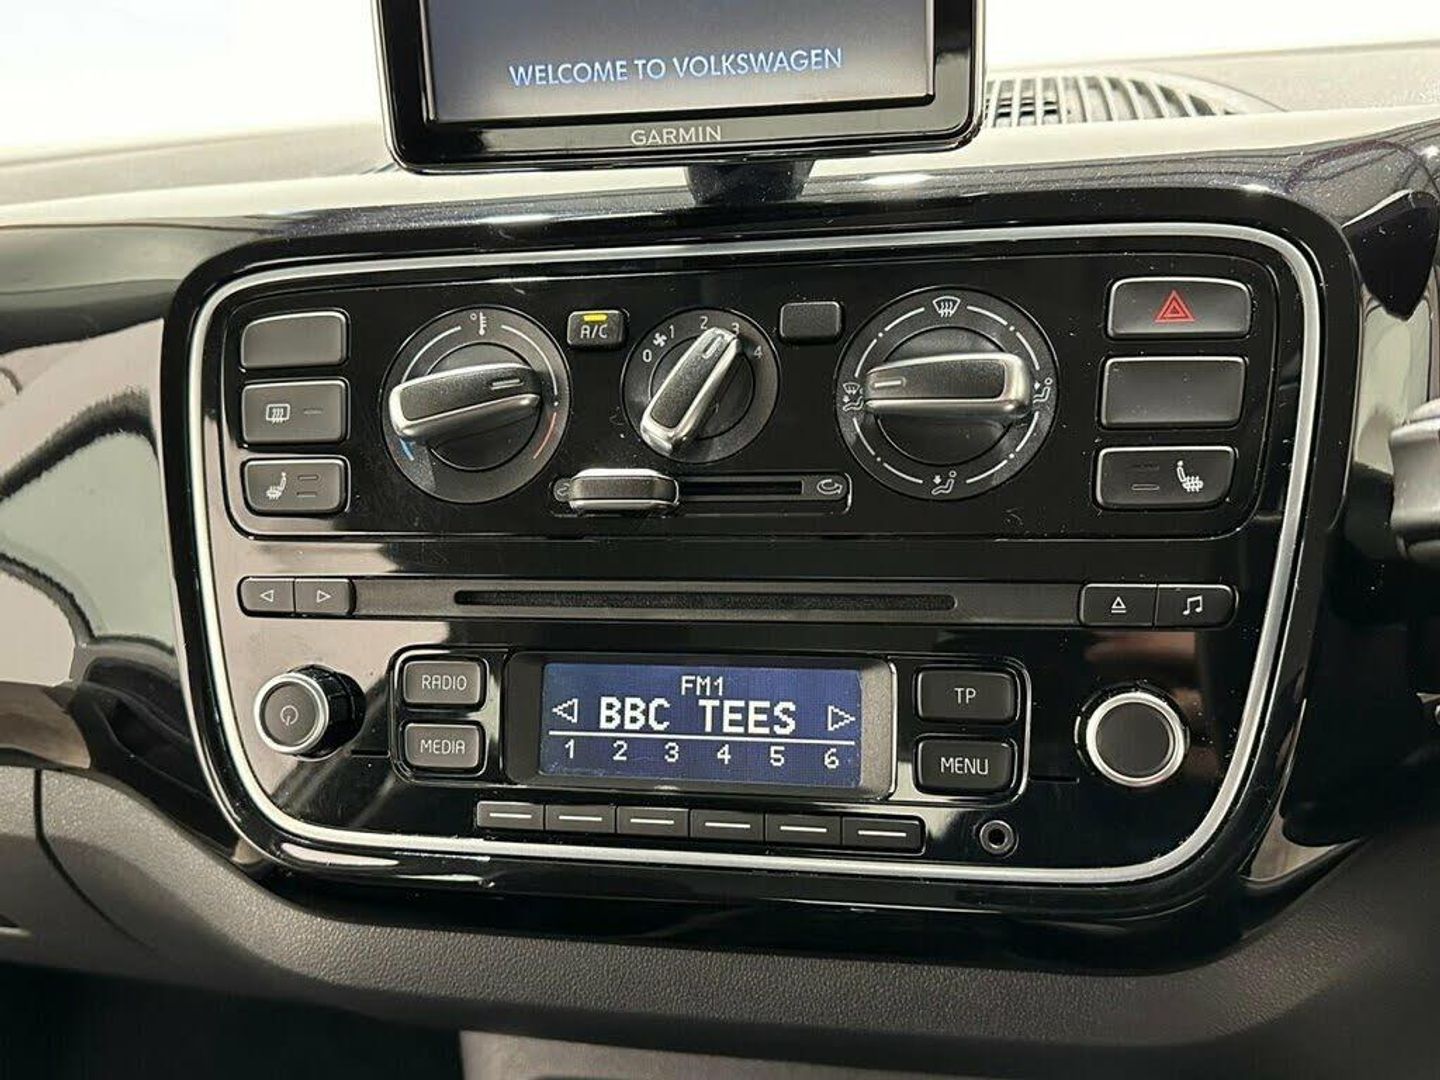 WELCOME TO VOLKSWAGEN
GARMIN
A/C
0 1 2 3 4
RADIO
MEDIA
FM1
BBC TEES
1 2 3 4 5 6
TP
MENU